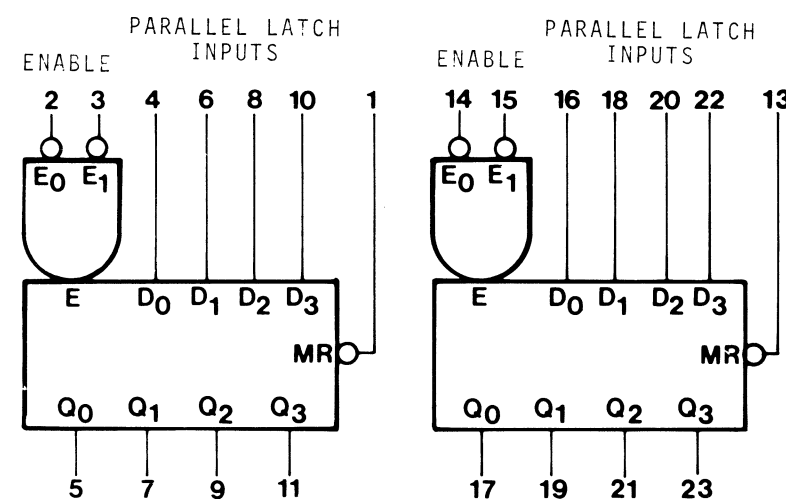 PARALLEL LATCH
INPUTS
ENABLE
2 3 4 6 8 10 1
E0 E1
E D0 D1 D2 D3
MR
Q0 Q1 Q2 Q3
5 7 9 11
PARALLEL LATCH
INPUTS
ENABLE
14 15 16 18 20 22 13
E0 E1
E D0 D1 D2 D3
MR
Q0 Q1 Q2 Q3
17 19 21 23